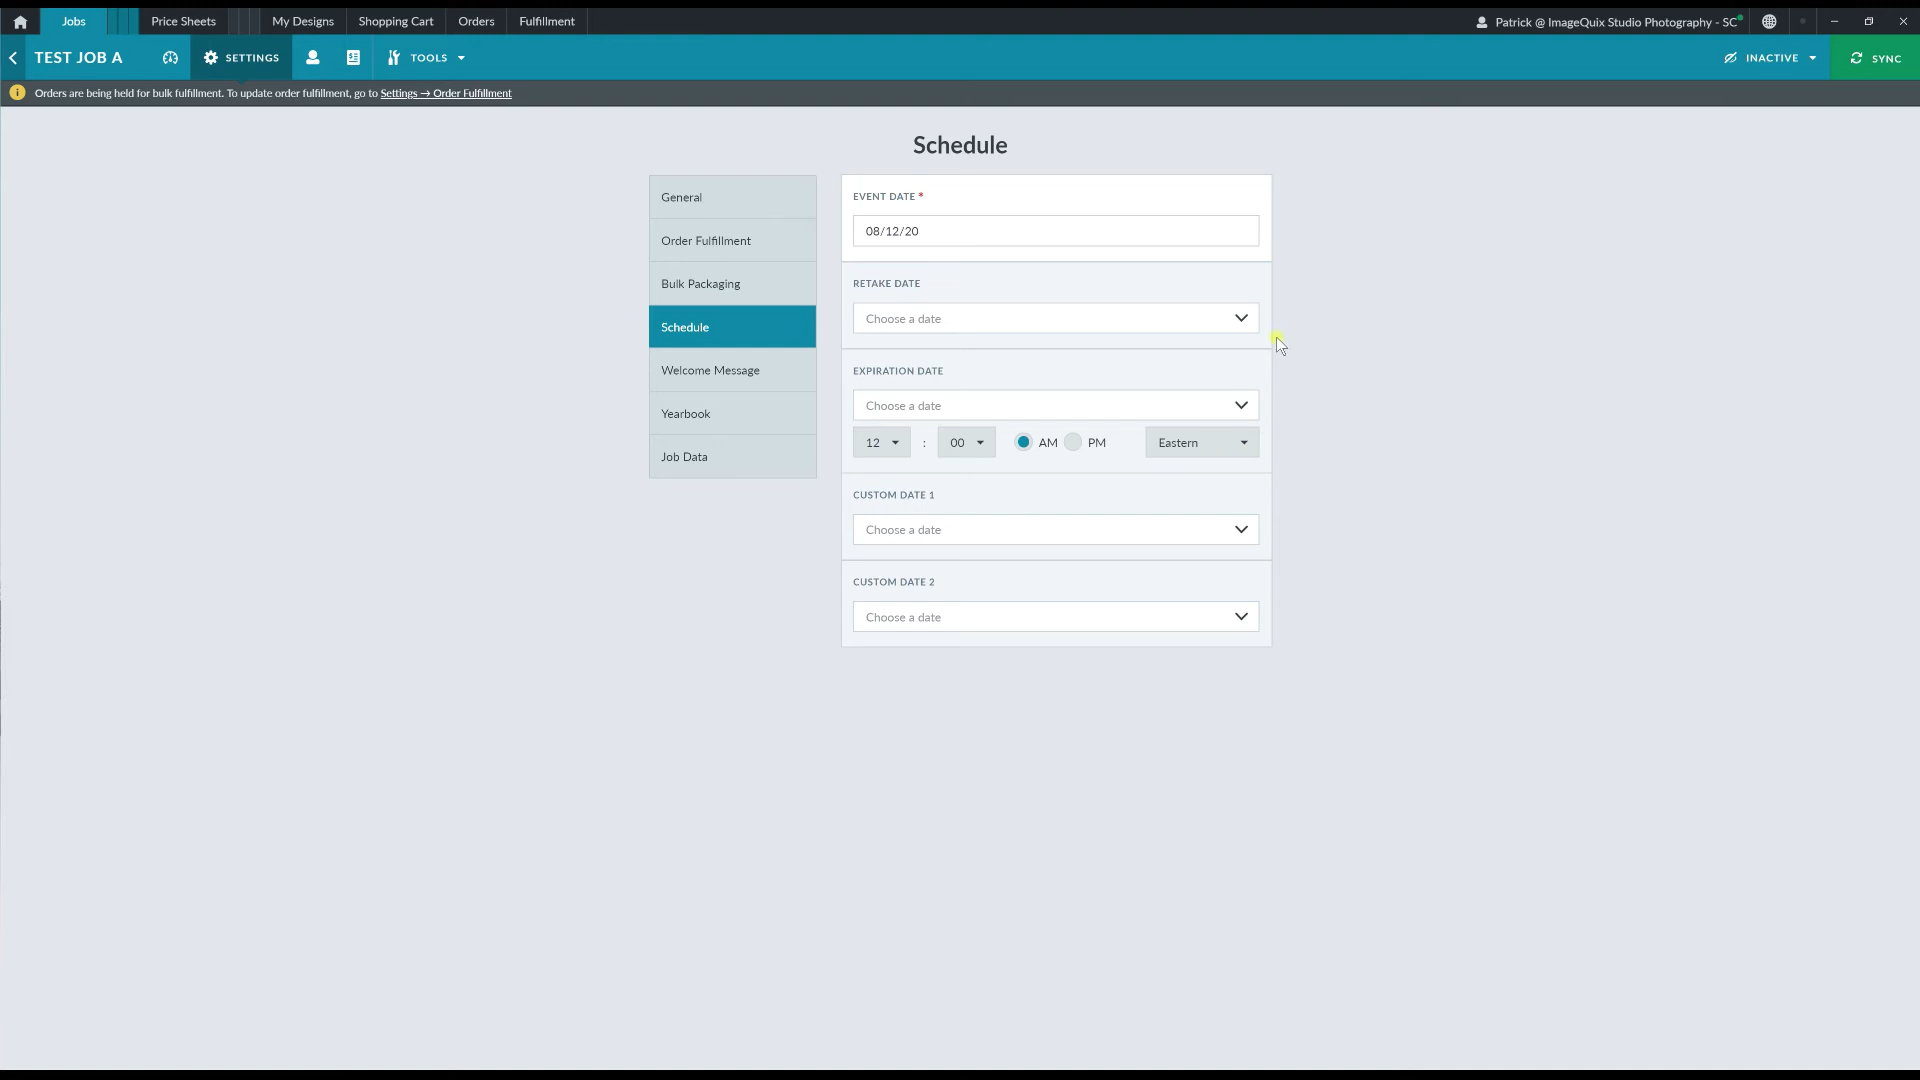 Jobs Price Sheets My Designs Shopping Cart Orders Fulfillment Patrick @ ImageQuix Studio Photography - SC
TEST JOB A SETTINGS TOOLS INACTIVE SYNC
Orders are being held for bulk fulfillment. To update order fulfillment, go to Settings → Order Fulfillment
Schedule
General
Order Fulfillment
Bulk Packaging
Schedule
Welcome Message
Yearbook
Job Data
EVENT DATE *
08/12/20
RETAKE DATE
Choose a date
EXPIRATION DATE
Choose a date
12 : 00 AM PM Eastern
CUSTOM DATE 1
Choose a date
CUSTOM DATE 2
Choose a date